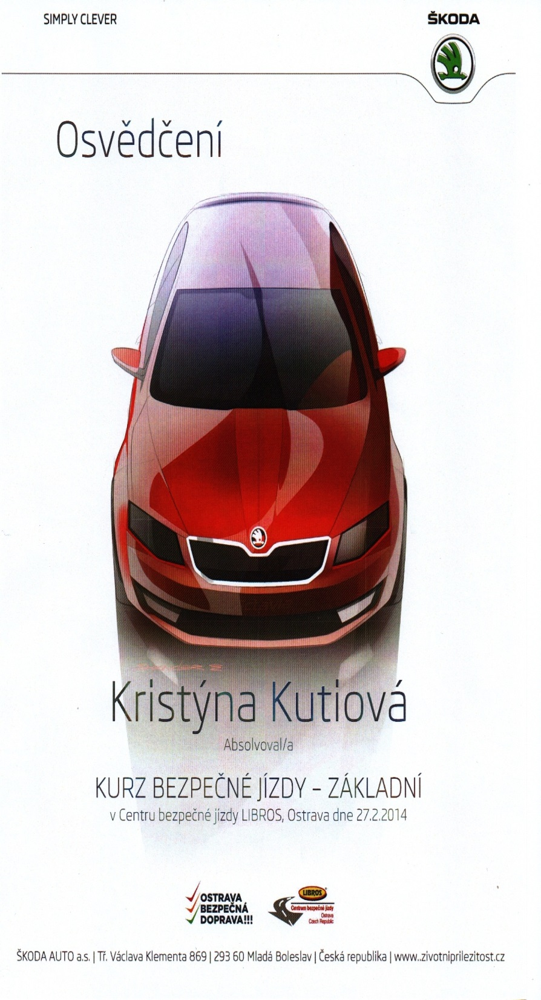 SIMPLY CLEVER
ŠKODA
Osvědčení
Kristýna Kutiová
Absolvoval/a
KURZ BEZPEČNÉ JÍZDY – ZÁKLADNÍ
v Centru bezpečné jízdy LIBROS, Ostrava dne 27.2.2014
OSTRAVA
BEZPEČNÁ
DOPRAVA!!!
LIBROS
Centrum bezpečné jízdy
Ostrava
Czech Republic
ŠKODA AUTO a.s. | Tř. Václava Klementa 869 | 293 60 Mladá Boleslav | Česká republika | www..zivotniprilezitost.cz